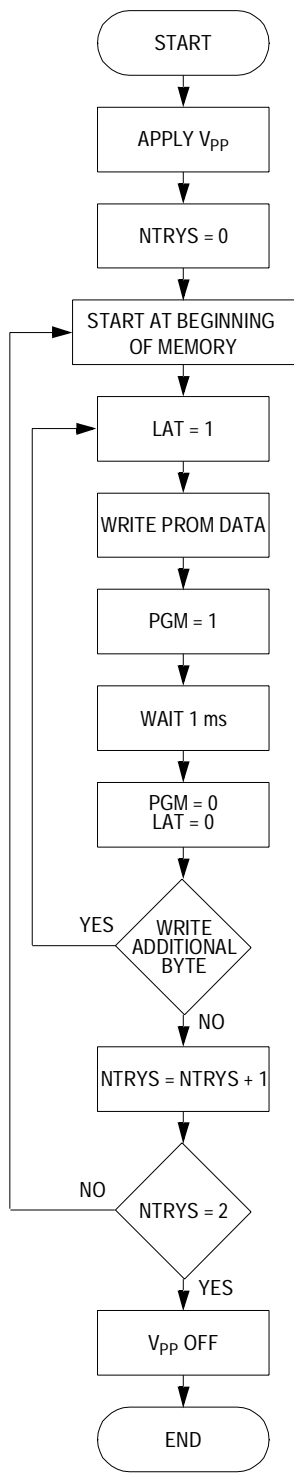 START
APPLY VPP
NTRYS = 0
START AT BEGINNING
OF MEMORY
LAT = 1
WRITE PROM DATA
PGM = 1
WAIT 1 ms
PGM = 0
LAT = 0
YES
WRITE
ADDITIONAL
BYTE
NO
NTRYS = NTRYS + 1
NO
NTRYS = 2
YES
VPP OFF
END